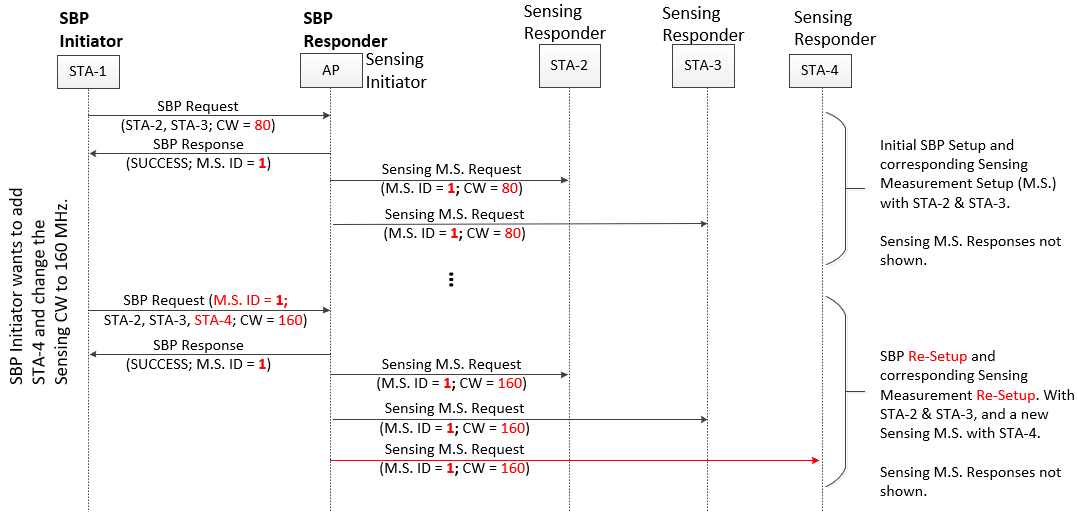 SBP
Initiator
SBP
Responder
Sensing
Responder
Sensing
Responder
Sensing
Responder
STA-1
AP
Sensing
Initiator
STA-2
STA-3
STA-4
SBP Request
(STA-2, STA-3; CW = 80)
SBP Response
(SUCCESS; M.S. ID = 1)
Sensing M.S. Request
(M.S. ID = 1; CW = 80)
Sensing M.S. Request
(M.S. ID = 1; CW = 80)
Initial SBP Setup and
corresponding Sensing
Measurement Setup (M.S.)
with STA-2 & STA-3.
Sensing M.S. Responses not
shown.
SBP Initiator wants to add
STA-4 and change the
Sensing CW to 160 MHz.
SBP Request (M.S. ID = 1;
STA-2, STA-3, STA-4; CW = 160)
SBP Response
(SUCCESS; M.S. ID = 1)
Sensing M.S. Request
(M.S. ID = 1; CW = 160)
Sensing M.S. Request
(M.S. ID = 1; CW = 160)
Sensing M.S. Request
(M.S. ID = 1; CW = 160)
SBP Re-Setup and
corresponding Sensing
Measurement Re-Setup. With
STA-2 & STA-3, and a new
Sensing M.S. with STA-4.
Sensing M.S. Responses not
shown.